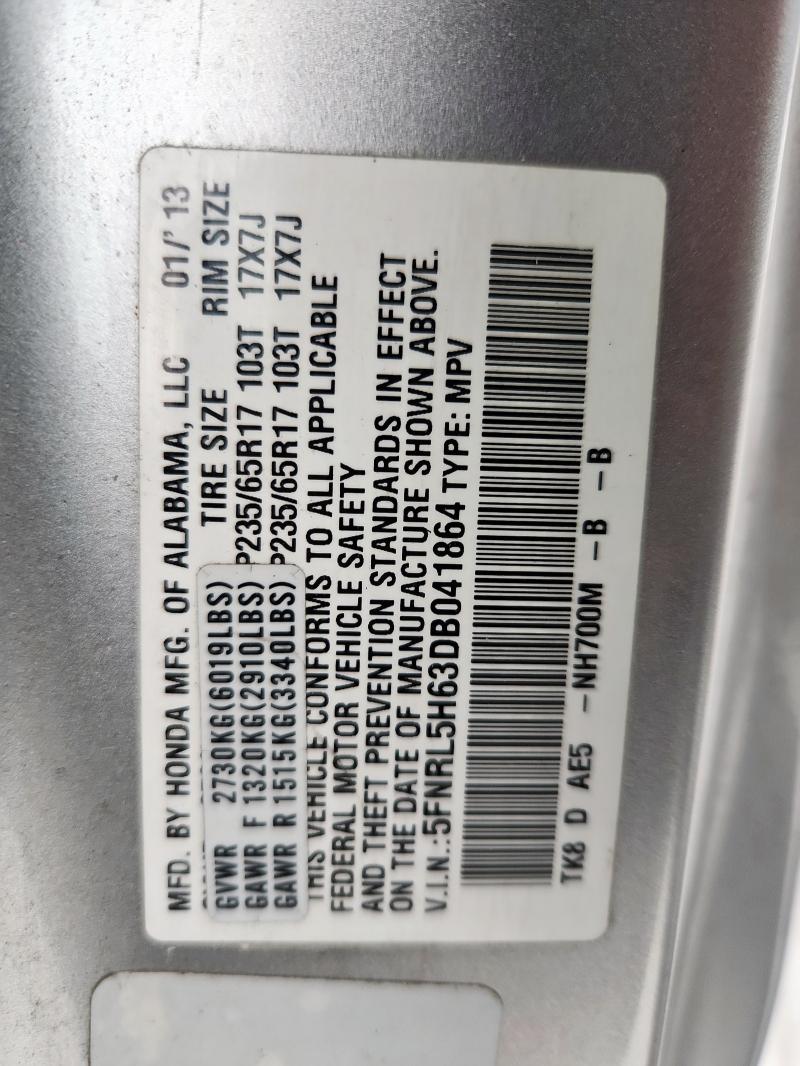 MFD. BY HONDA MFG. OF ALABAMA, LLC 01/'13
TIRE SIZE RIM SIZE
GVWR 2730KG(6019LBS)
GAWR F 1320KG(2910LBS) P235/65R17 103T 17X7J
GAWR R 1515KG(3340LBS) P235/65R17 103T 17X7J
THIS VEHICLE CONFORMS TO ALL APPLICABLE
FEDERAL MOTOR VEHICLE SAFETY
AND THEFT PREVENTION STANDARDS IN EFFECT
ON THE DATE OF MANUFACTURE SHOWN ABOVE.
V.I.N.:5FNRL5H63DB041864 TYPE: MPV
TK8 D AE5 -NH700M -B -B